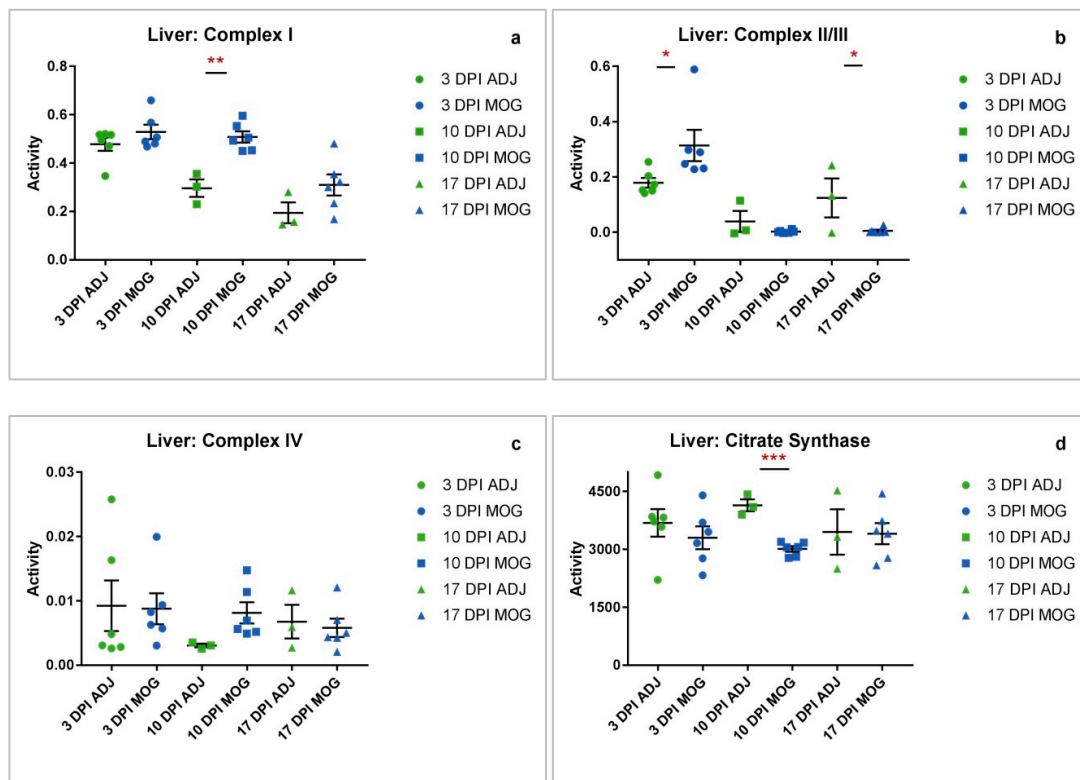 Liver: Complex I
a
**
0.8
0.6
0.4
0.2
0.0
Activity
3 DPI ADJ
3 DPI MOG
10 DPI ADJ
10 DPI MOG
17 DPI ADJ
17 DPI MOG
3 DPI ADJ
3 DPI MOG
10 DPI ADJ
10 DPI MOG
17 DPI ADJ
17 DPI MOG
Liver: Complex II/III
b
*
*
0.6
0.4
0.2
0.0
Activity
3 DPI ADJ
3 DPI MOG
10 DPI ADJ
10 DPI MOG
17 DPI ADJ
17 DPI MOG
3 DPI ADJ
3 DPI MOG
10 DPI ADJ
10 DPI MOG
17 DPI ADJ
17 DPI MOG
Liver: Complex IV
c
0.03
0.02
0.01
0.00
Activity
3 DPI ADJ
3 DPI MOG
10 DPI ADJ
10 DPI MOG
17 DPI ADJ
17 DPI MOG
3 DPI ADJ
3 DPI MOG
10 DPI ADJ
10 DPI MOG
17 DPI ADJ
17 DPI MOG
Liver: Citrate Synthase
d
***
4500
3000
1500
0
Activity
3 DPI ADJ
3 DPI MOG
10 DPI ADJ
10 DPI MOG
17 DPI ADJ
17 DPI MOG
3 DPI ADJ
3 DPI MOG
10 DPI ADJ
10 DPI MOG
17 DPI ADJ
17 DPI MOG